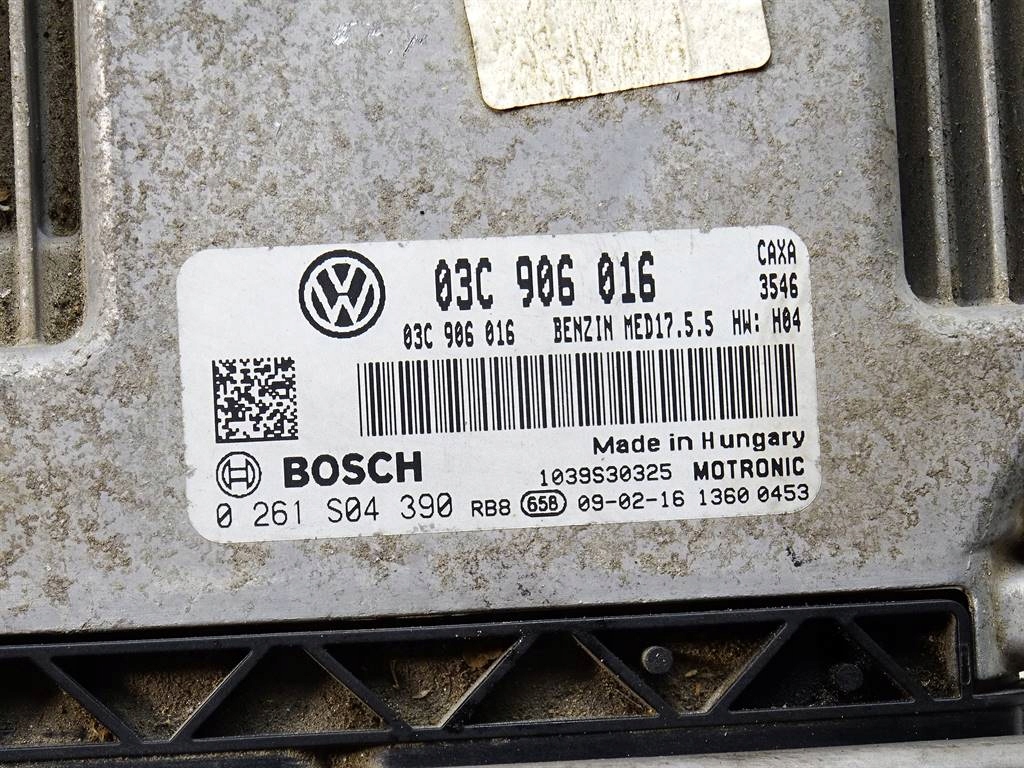 03C 906 016
CAXA
3546
03C 906 016 BENZIN MED17.5.5 HW: H04
Made in Hungary
BOSCH
1039S30325 MOTRONIC
0 261 S04 390 RB8 658 09-02-16 1360 0453